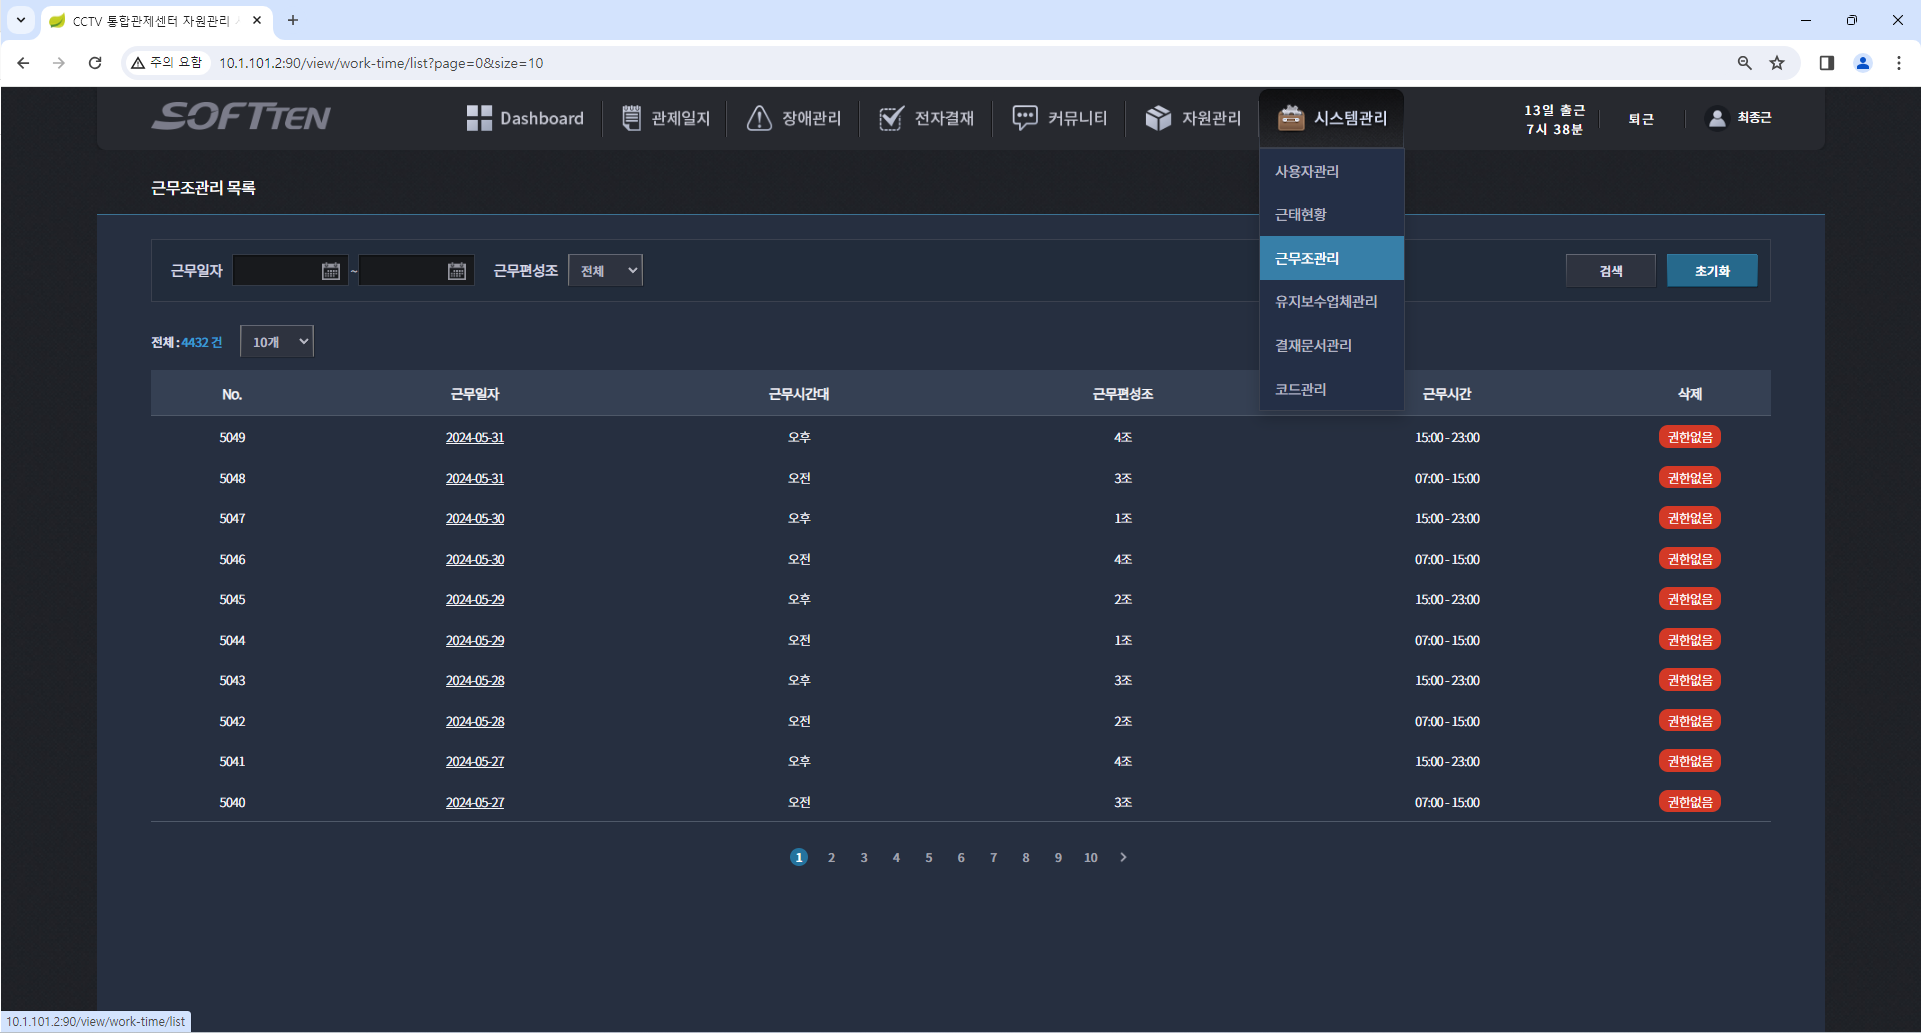 CCTV 통합관제센터 자원관리
주의 요함 10.1.101.2:90/view/work-time/list?page=0&size=10
SOFTTEN Dashboard 관제일지 장애관리 전자결재 커뮤니티 자원관리 시스템관리 13일 출근 7시 38분 퇴근 최종근
사용자관리
근태현황
근무조관리
유지보수업체관리
결재문서관리
코드관리
근무조관리 목록
근무일자 ~ 근무편성조 전체 검색 초기화
전체 : 4432 건 10개
No. 근무일자 근무시간대 근무편성조 근무시간 삭제
5049 2024-05-31 오후 4조 15:00 - 23:00 권한없음
5048 2024-05-31 오전 3조 07:00 - 15:00 권한없음
5047 2024-05-30 오후 1조 15:00 - 23:00 권한없음
5046 2024-05-30 오전 4조 07:00 - 15:00 권한없음
5045 2024-05-29 오후 2조 15:00 - 23:00 권한없음
5044 2024-05-29 오전 1조 07:00 - 15:00 권한없음
5043 2024-05-28 오후 3조 15:00 - 23:00 권한없음
5042 2024-05-28 오전 2조 07:00 - 15:00 권한없음
5041 2024-05-27 오후 4조 15:00 - 23:00 권한없음
5040 2024-05-27 오전 3조 07:00 - 15:00 권한없음
1 2 3 4 5 6 7 8 9 10
10.1.101.2:90/view/work-time/list